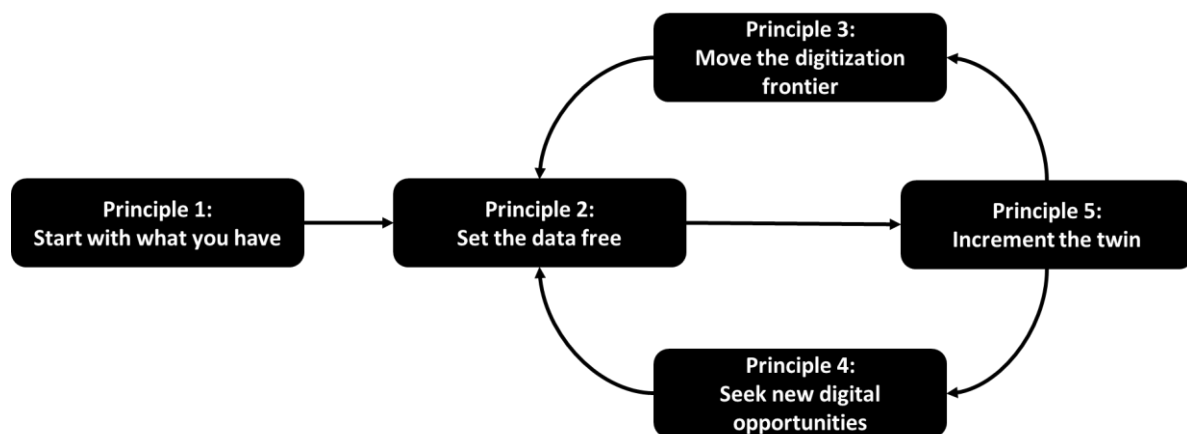 Principle 3:
Move the digitization
frontier
Principle 1:
Start with what you have
Principle 2:
Set the data free
Principle 5:
Increment the twin
Principle 4:
Seek new digital
opportunities